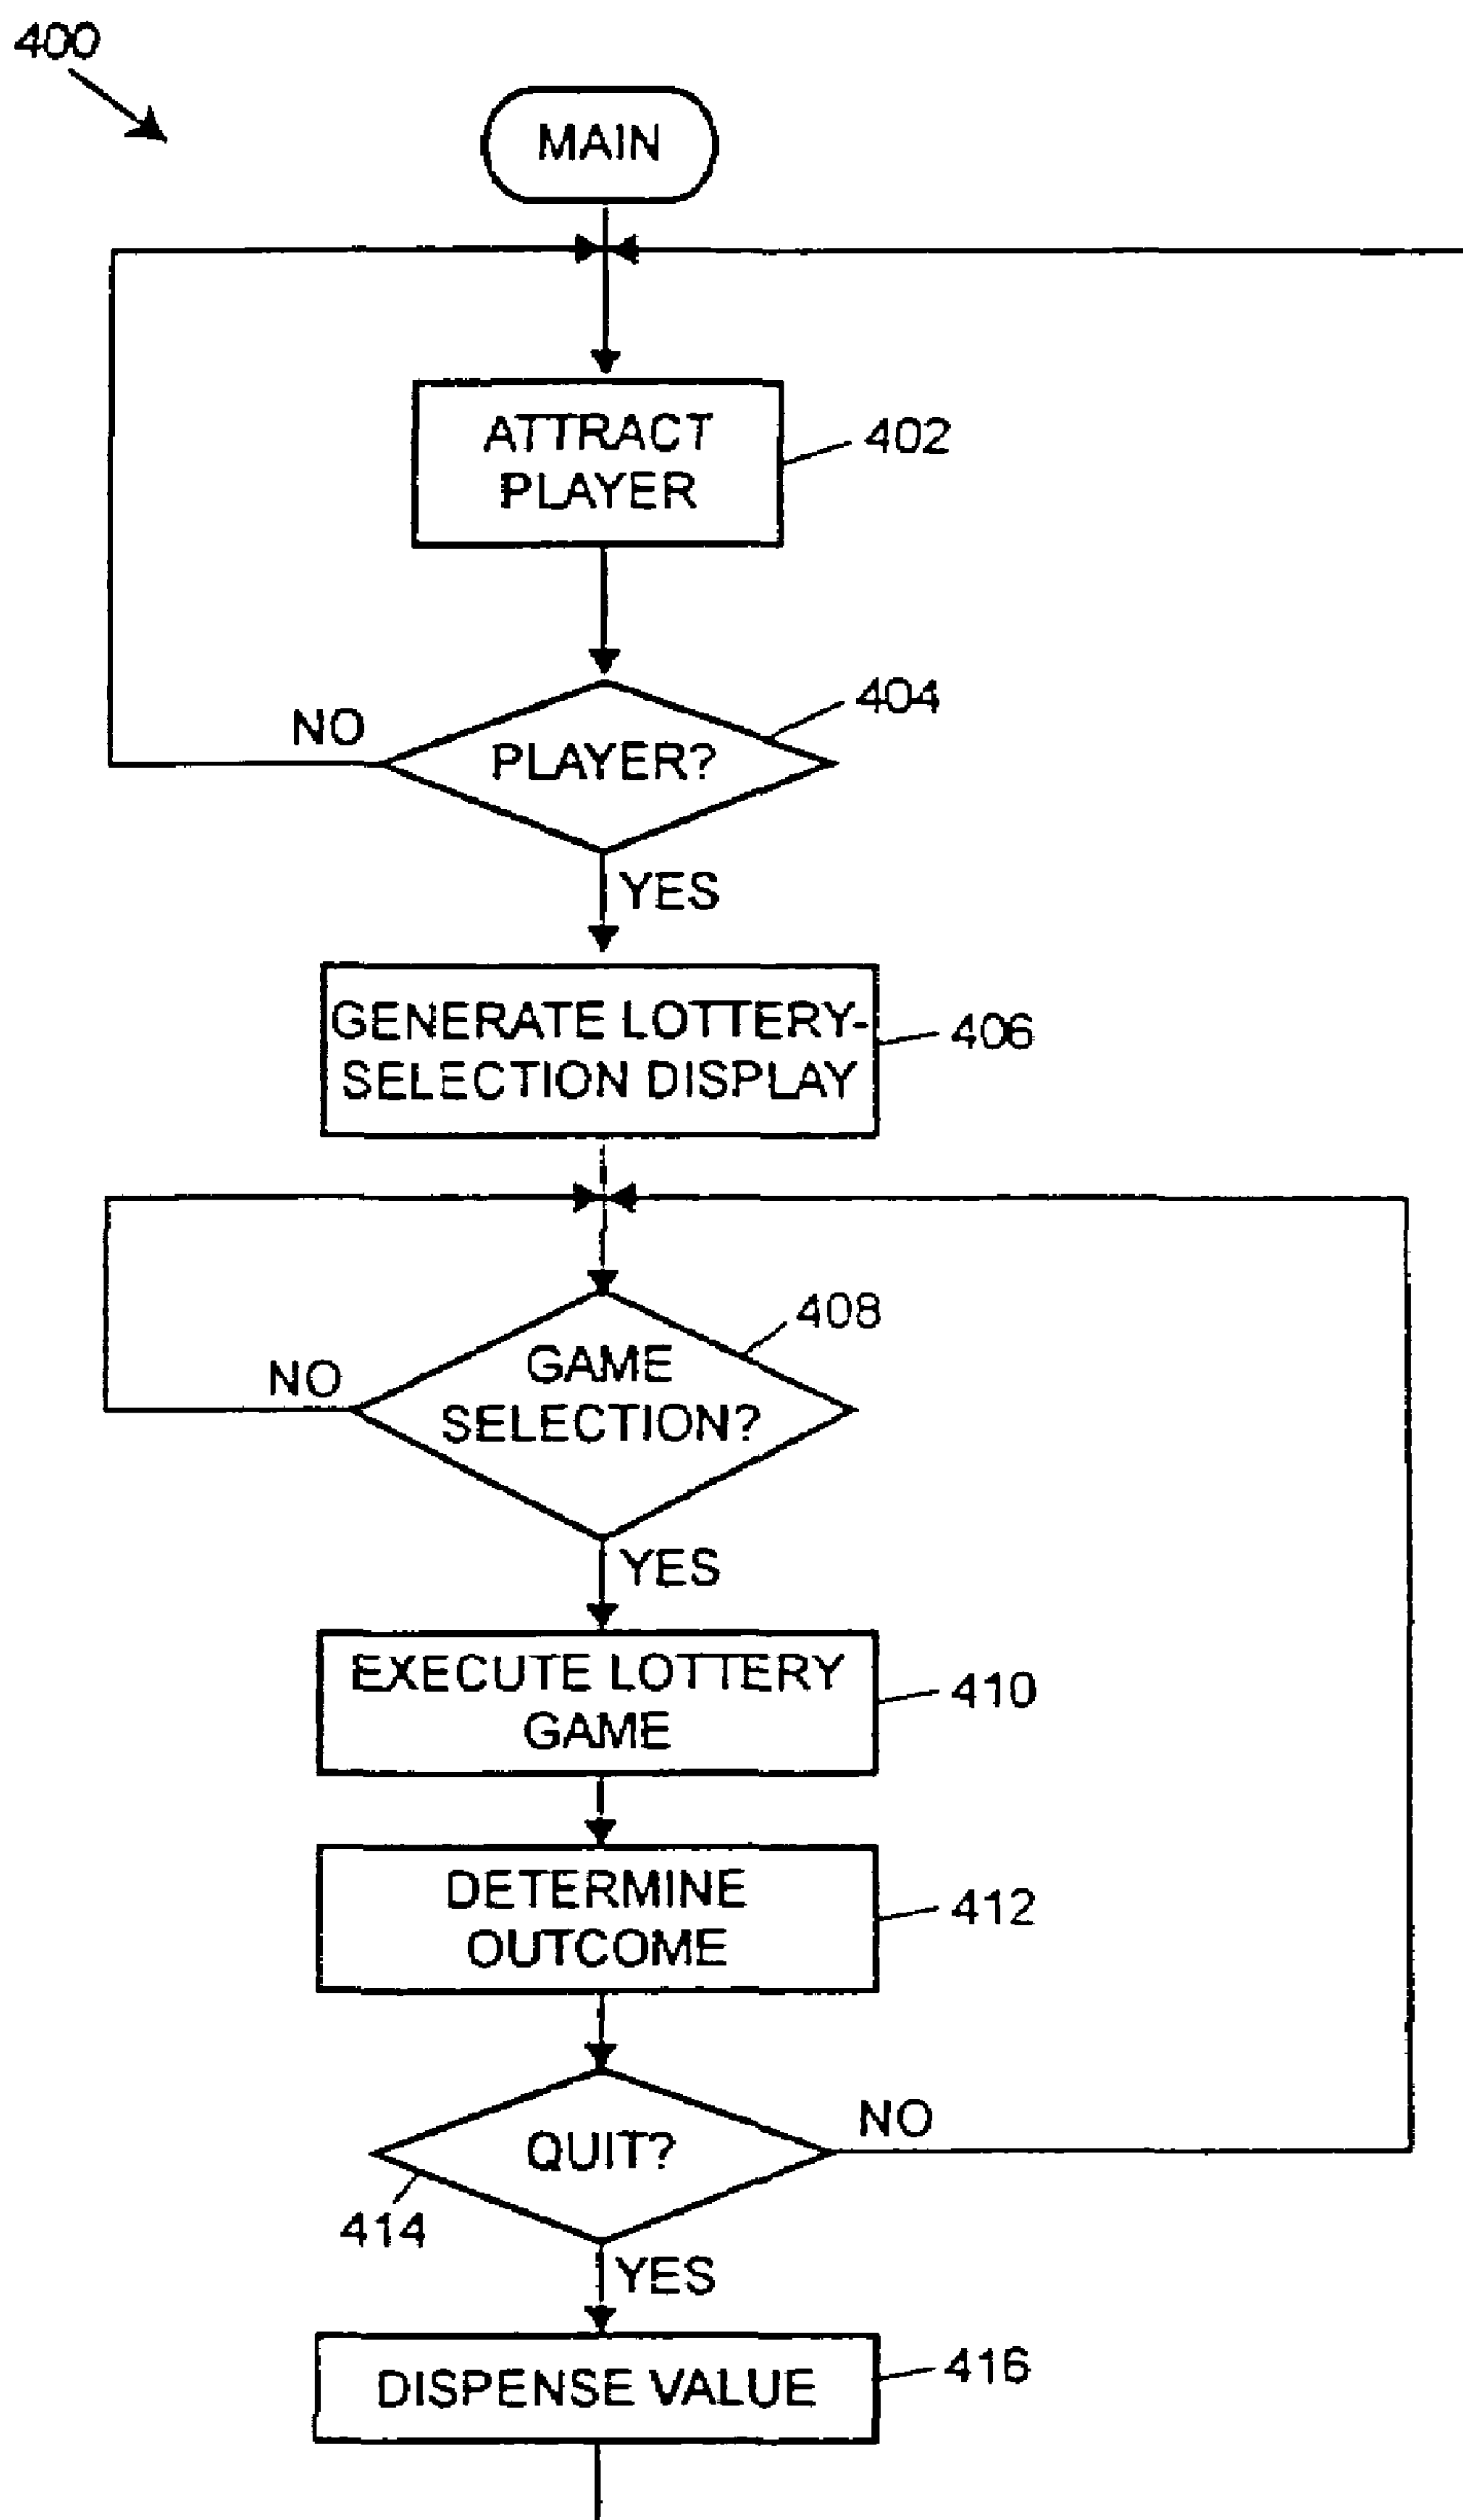 400
MAIN
ATTRACT
PLAYER
402
404
NO
PLAYER?
YES
GENERATE LOTTERY-
SELECTION DISPLAY
406
408
GAME
SELECTION?
NO
YES
EXECUTE LOTTERY
GAME
410
DETERMINE
OUTCOME
412
NO
QUIT?
414
YES
DISPENSE VALUE
416